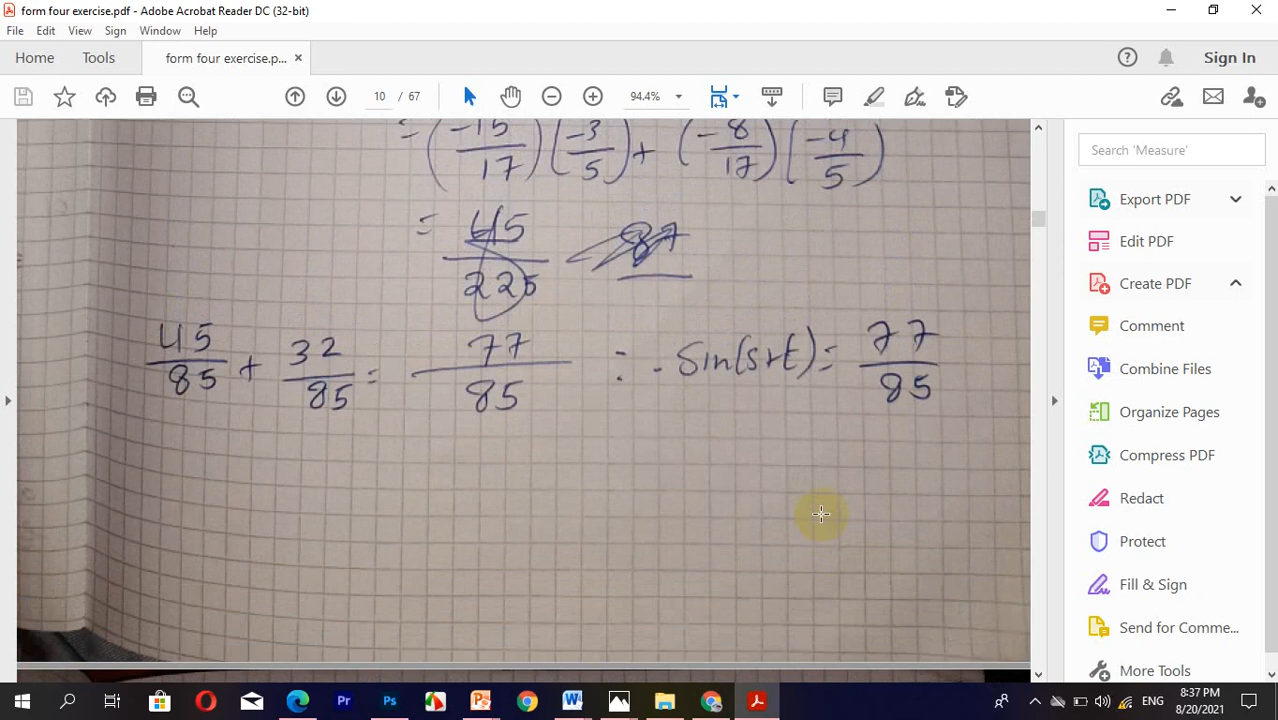 form four exercise.pdf - Adobe Acrobat Reader DC (32-bit)
File Edit View Sign Window Help
Home Tools form four exercise.p... × Sign In
10 / 67 94.4%
= (-15/17)(-3/5) + (-8/17)(-4/5)
= 45/225 87
45/85 + 32/85 = 77/85 ∴ Sin(s+t) = 77/85
Search 'Measure'
Export PDF
Edit PDF
Create PDF
Comment
Combine Files
Organize Pages
Compress PDF
Redact
Protect
Fill & Sign
Send for Comme...
More Tools
Pr Ps ENG 8:37 PM
8/20/2021